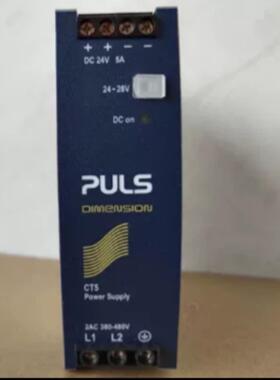 + + − −
DC 24V 5A
24-28V
DC on
PULS
DIMENSION
CT5
Power Supply
2AC 380-480V
L1 L2